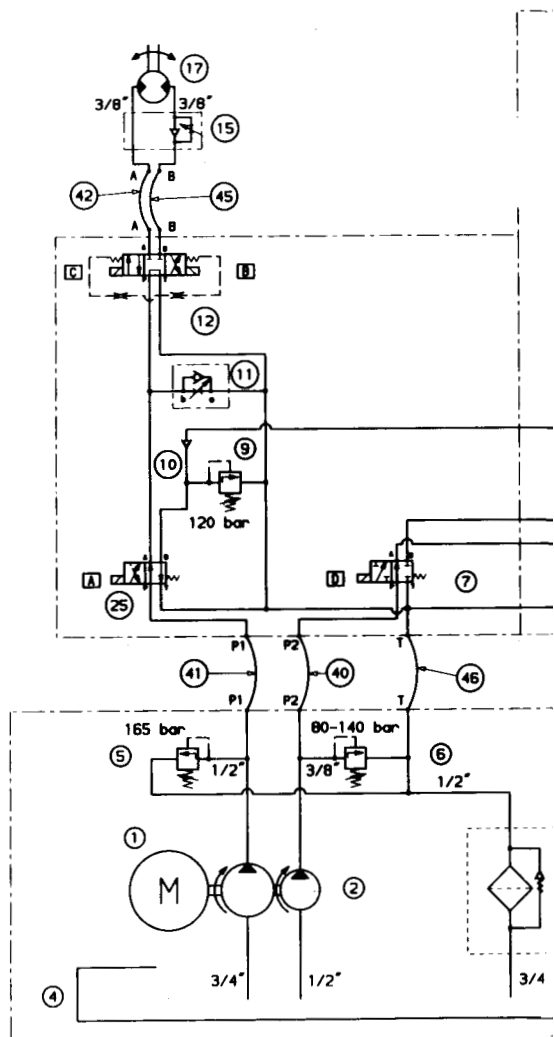 17
3/8" 3/8"
15
A B
42 45
A B
A B
C B
12
11
b a
10 9
120 bar
A B
A
25
D
7
P1 P2 T
41 40 46
P1 P2 T
165 bar 80-140 bar
5 6
1/2" 3/8" 1/2"
1
M
2
3/4" 1/2" 3/4
4